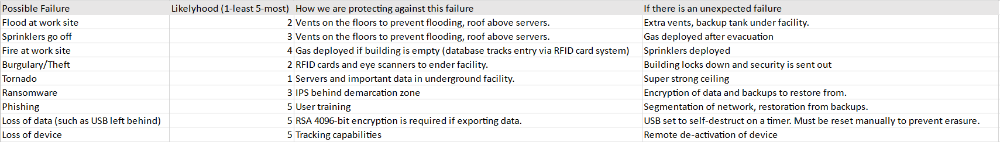 Possible Failure Likelyhood (1-least 5-most) How we are protecting against this failure If there is an unexpected failure
Flood at work site 2 Vents on the floors to prevent flooding, roof above servers. Extra vents, backup tank under facility.
Sprinklers go off 3 Vents on the floors to prevent flooding, roof above servers. Gas deployed after evacuation
Fire at work site 4 Gas deployed if building is empty (database tracks entry via RFID card system) Sprinklers deployed
Burgulary/Theft 2 RFID cards and eye scanners to ender facility. Building locks down and security is sent out
Tornado 1 Servers and important data in underground facility. Super strong ceiling
Ransomware 3 IPS behind demarcation zone Encryption of data and backups to restore from.
Phishing 5 User training Segmentation of network, restoration from backups.
Loss of data (such as USB left behind) 5 RSA 4096-bit encryption is required if exporting data. USB set to self-destruct on a timer. Must be reset manually to prevent erasure.
Loss of device 5 Tracking capabilities Remote de-activation of device